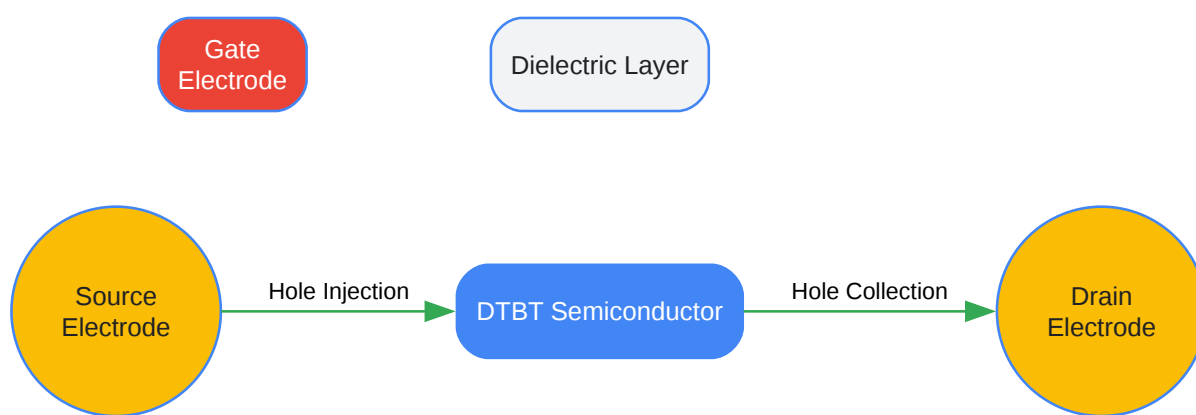 Gate
Electrode
Dielectric Layer
Source
Electrode
Hole Injection
DTBT Semiconductor
Hole Collection
Drain
Electrode